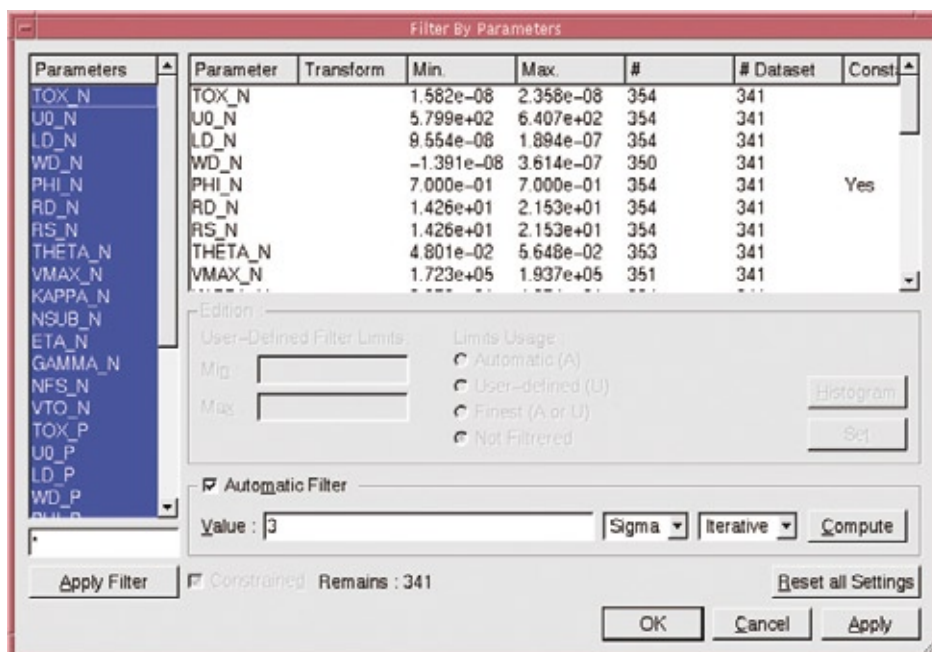 Filter By Parameters
Parameters
TOX_N
U0_N
LD_N
WD_N
PHI_N
RD_N
RS_N
THETA_N
VMAX_N
KAPPA_N
NSUB_N
ETA_N
GAMMA_N
NFS_N
VTO_N
TOX_P
U0_P
LD_P
WD_P
*
Apply Filter
Parameter Transform Min. Max. # # Dataset Const
TOX_N 1.582e-08 2.358e-08 354 341
U0_N 5.799e+02 6.407e+02 354 341
LD_N 9.554e-08 1.894e-07 354 341
WD_N -1.391e-08 3.614e-07 350 341
PHI_N 7.000e-01 7.000e-01 354 341 Yes
RD_N 1.426e+01 2.153e+01 354 341
RS_N 1.426e+01 2.153e+01 354 341
THETA_N 4.801e-02 5.648e-02 353 341
VMAX_N 1.723e+05 1.937e+05 351 341
Edition :
User-Defined Filter Limits: Limits Usage :
Min Automatic (A)
Max User-defined (U)
Finest (A or U)
Not Filtrered
Histogram
Set
Automatic Filter
Value : 3 Sigma Iterative Compute
Constrained Remains : 341 Reset all Settings
OK Cancel Apply